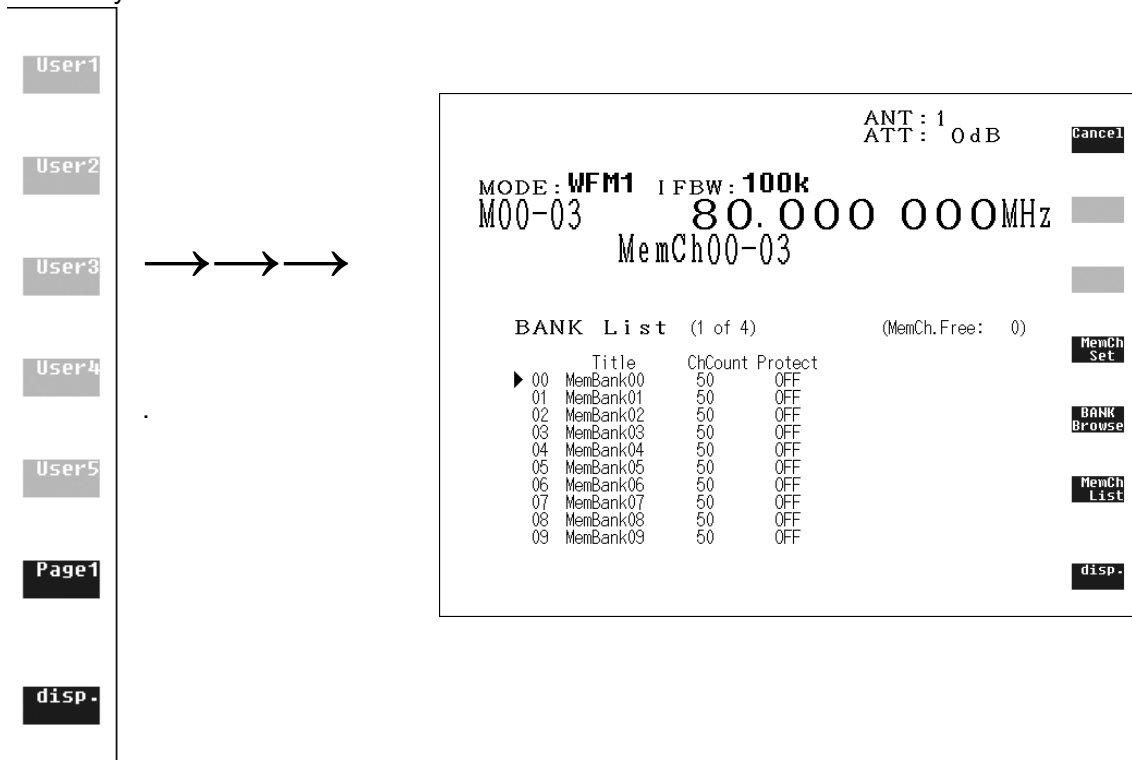 User1
User2
User3
User4
User5
Page1
disp.
ANT:1
ATT: 0dB
Cancel
MODE:WFM1 IFBW:100k
M00-03 80.000 000MHz
MemCh00-03
BANK List (1 of 4) (MemCh.Free: 0)
MemCh
Set
Title ChCount Protect
00 MemBank00 50 OFF
01 MemBank01 50 OFF
02 MemBank02 50 OFF
03 MemBank03 50 OFF
04 MemBank04 50 OFF
05 MemBank05 50 OFF
06 MemBank06 50 OFF
07 MemBank07 50 OFF
08 MemBank08 50 OFF
09 MemBank09 50 OFF
BANK
Browse
MemCh
List
disp.